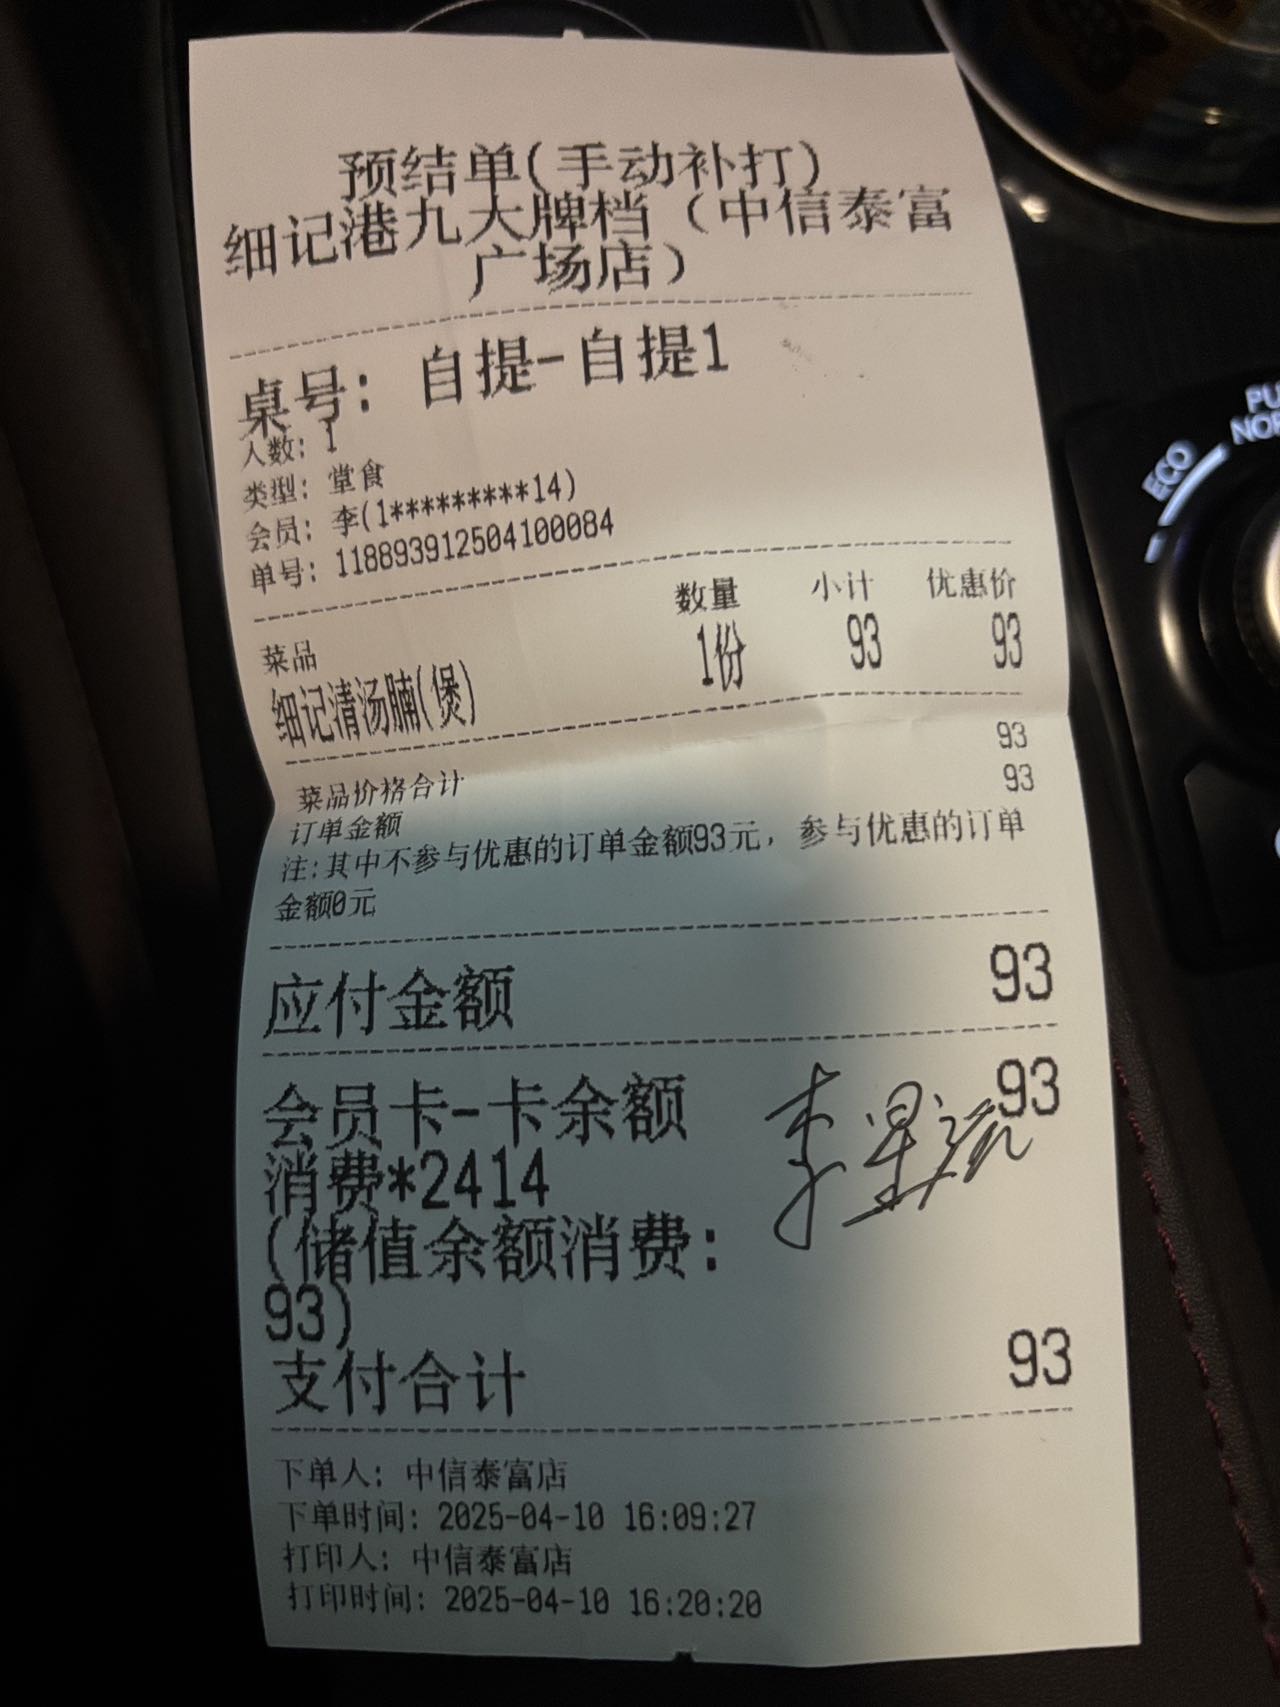 预结单(手动补打)
细记港九大牌档（中信泰富
广场店）
桌号: 自提-自提1
人数: 1
类型: 堂食
会员: 李(1*********14)
单号: 118893912504100084
菜品 数量 小计 优惠价
细记清汤腩(煲) 1份 93 93
菜品价格合计 93
订单金额 93
注:其中不参与优惠的订单金额93元，参与优惠的订单
金额0元
应付金额 93
会员卡-卡余额 93
消费*2414
(储值余额消费:
93)
支付合计 93
下单人: 中信泰富店
下单时间: 2025-04-10 16:09:27
打印人: 中信泰富店
打印时间: 2025-04-10 16:20:20
ECO